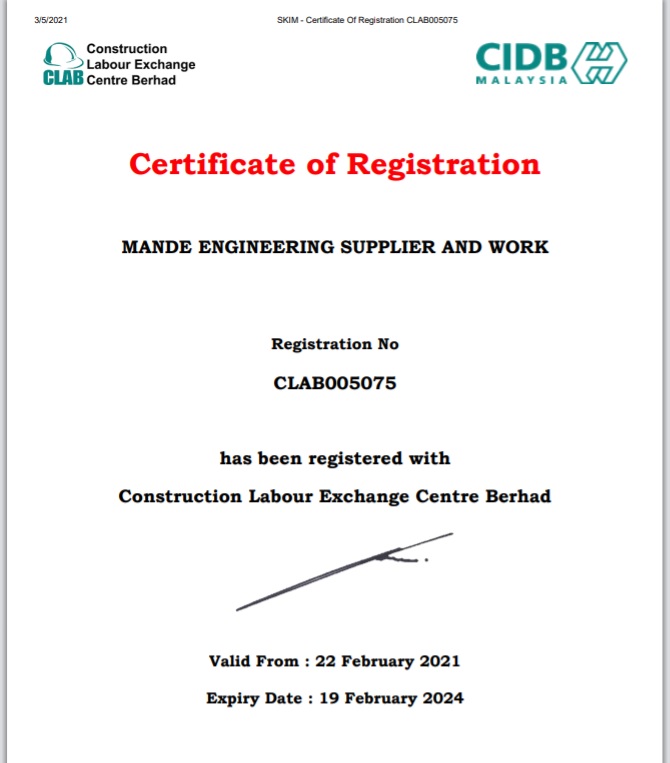 3/5/2021
SKIM - Certificate Of Registration CLAB005075
CLAB
Construction
Labour Exchange
Centre Berhad
CIDB
MALAYSIA
Certificate of Registration
MANDE ENGINEERING SUPPLIER AND WORK
Registration No
CLAB005075
has been registered with
Construction Labour Exchange Centre Berhad
Valid From : 22 February 2021
Expiry Date : 19 February 2024